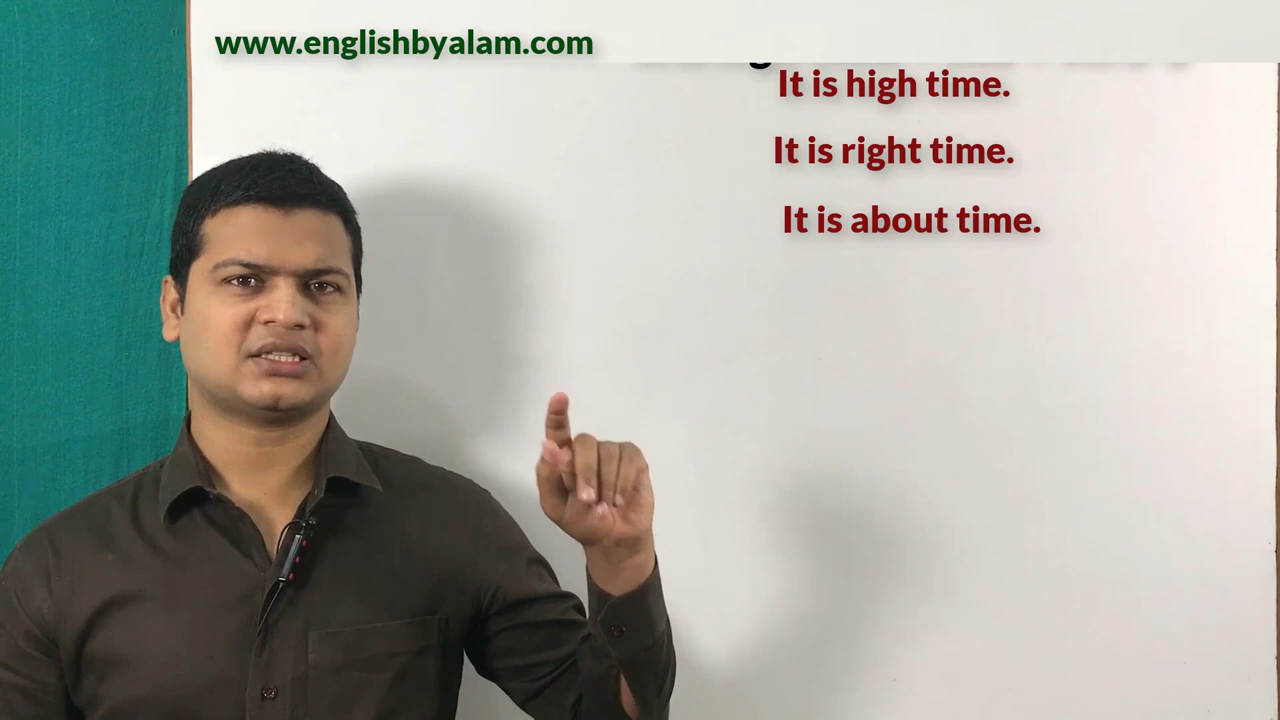 www.englishbyalam.com
It is high time.
It is right time.
It is about time.